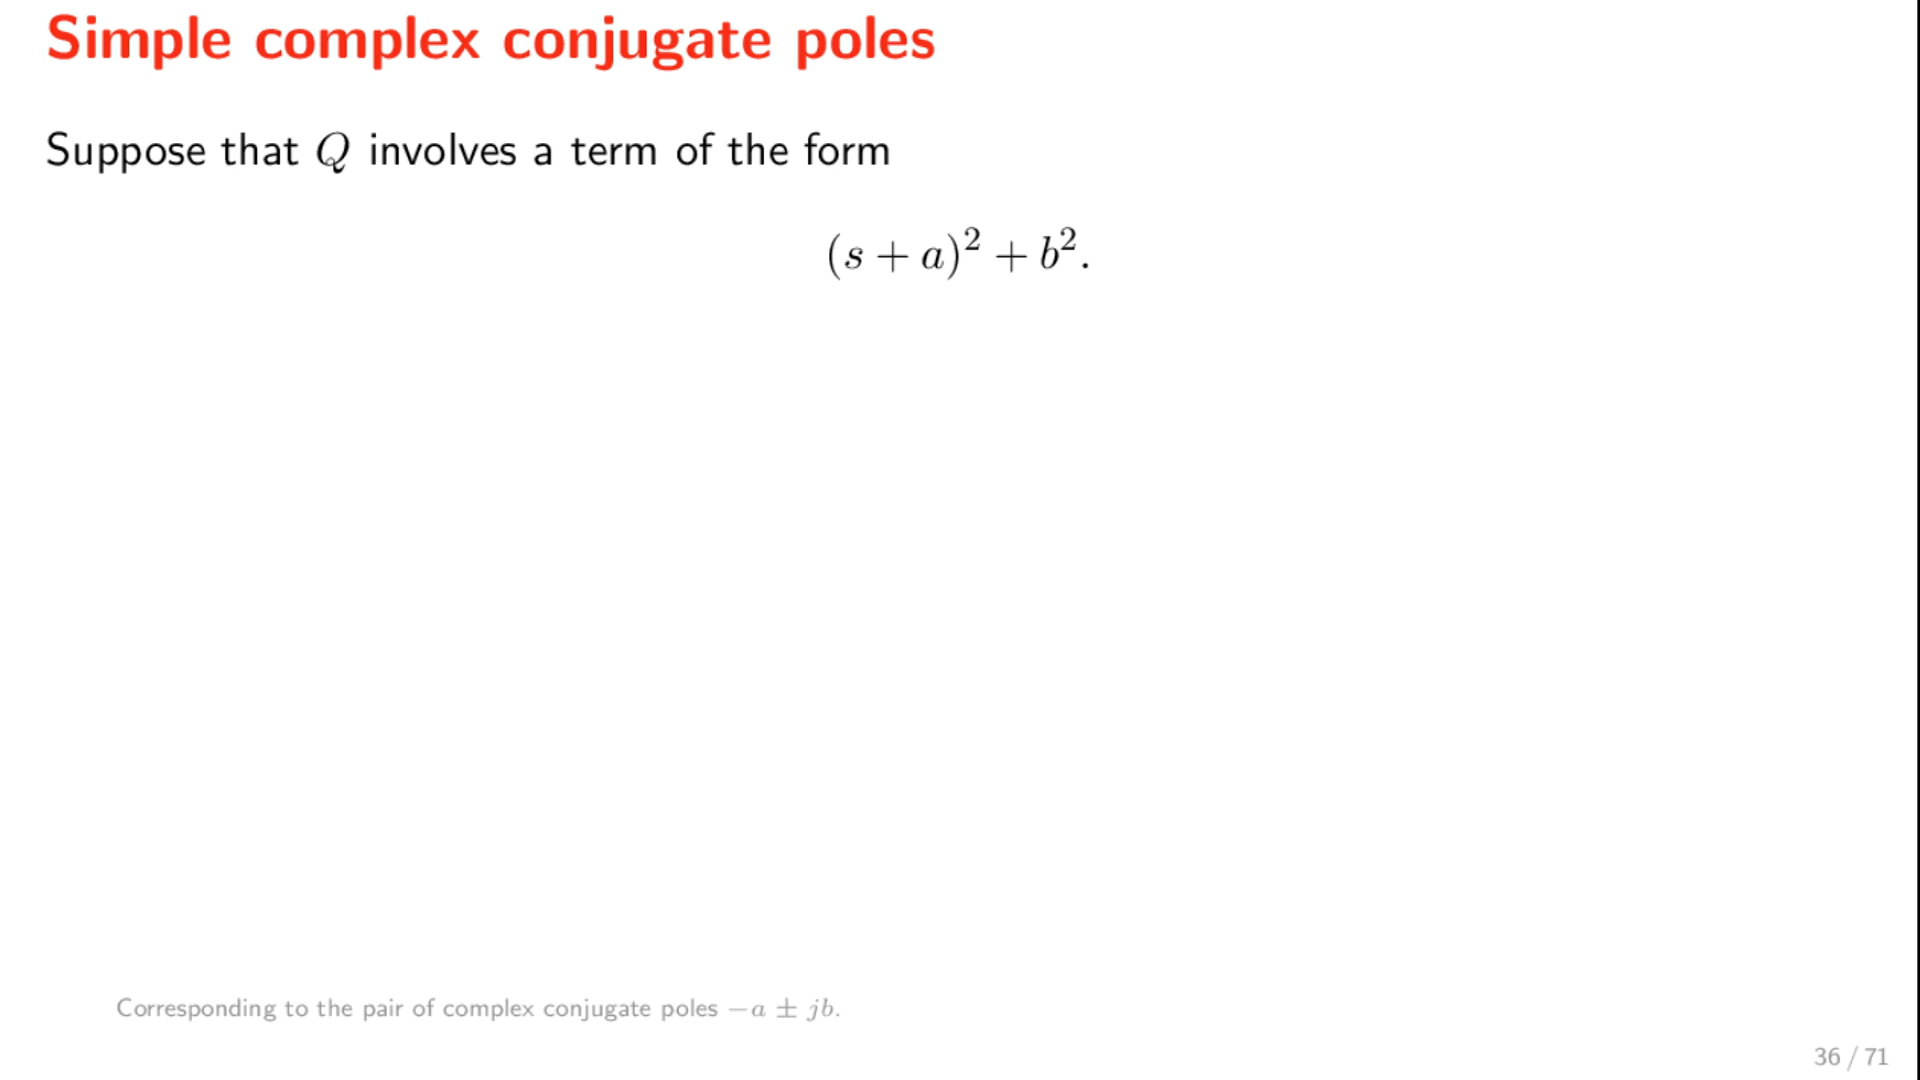 Simple complex conjugate poles
Suppose that Q involves a term of the form
(s + a)² + b².
Corresponding to the pair of complex conjugate poles −a ± jb.
36 / 71